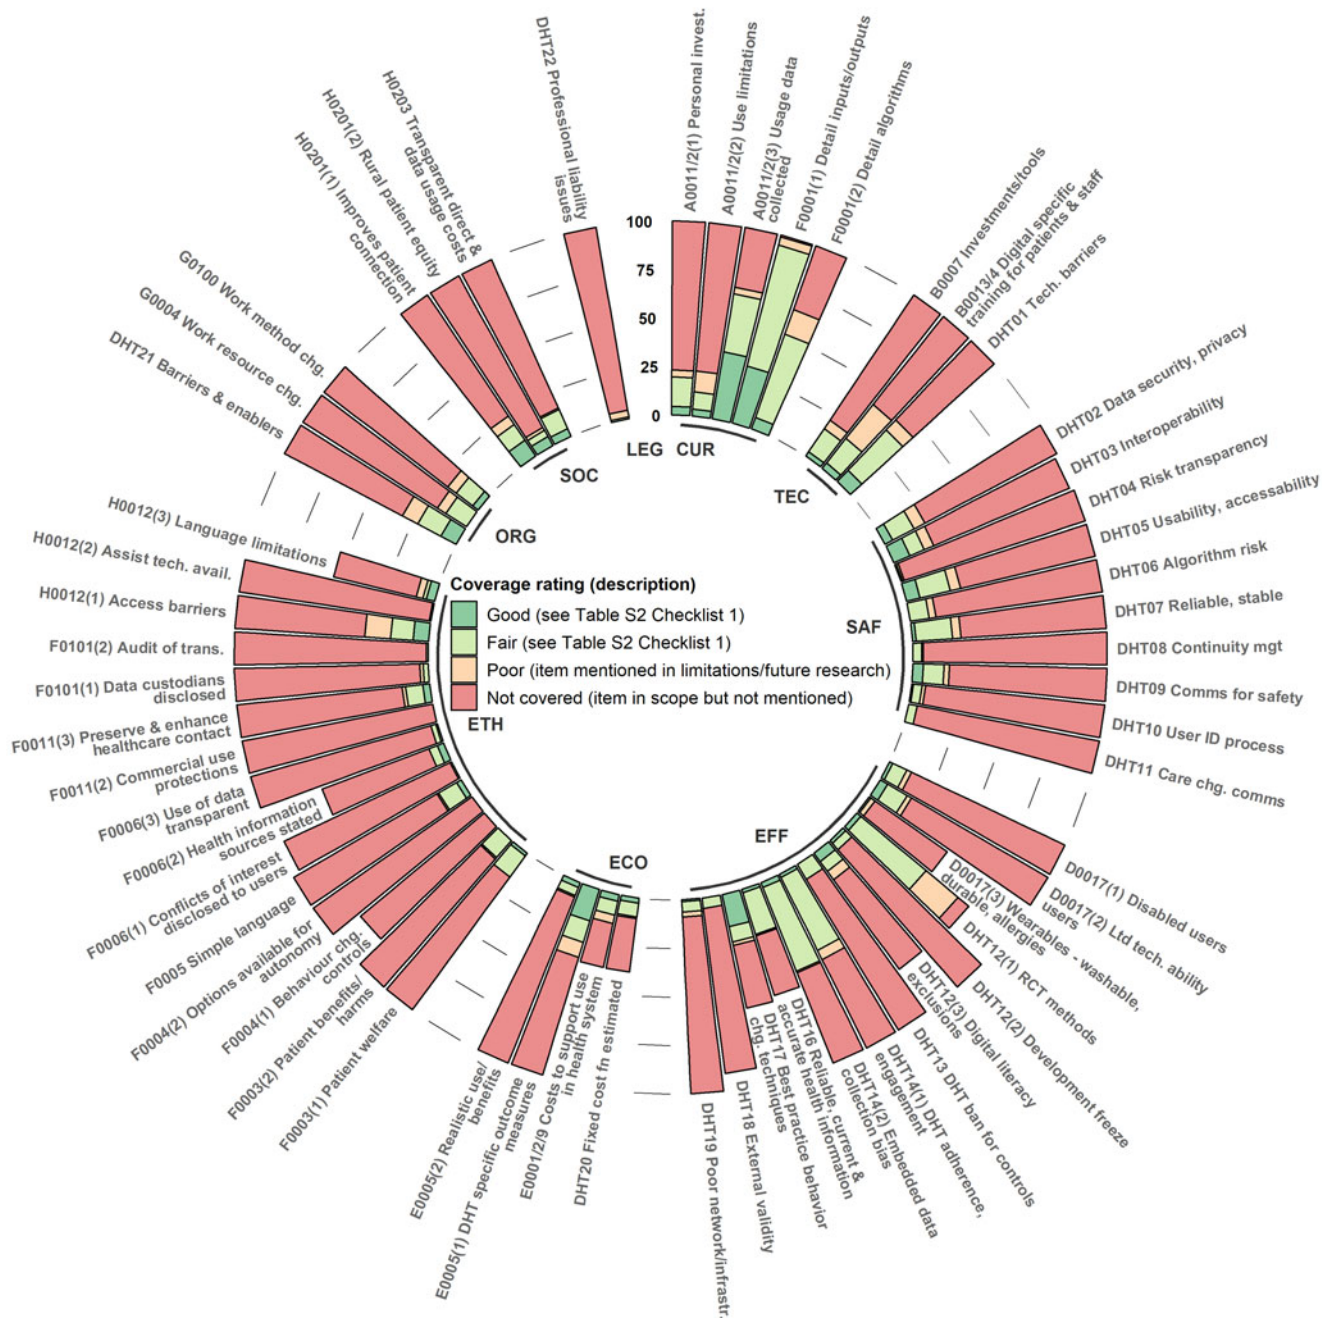 DHT22 Professional liability
issues
A0011/2(1) Personal invest.
A0011/2(2) Use limitations
A0011/2(3) Usage data
collected
F0001(1) Detail inputs/outputs
F0001(2) Detail algorithms
B0007 Investments/tools
B0013/4 Digital specific
training for patients & staff
DHT01 Tech. barriers
DHT02 Data security, privacy
DHT03 Interoperability
DHT04 Risk transparency
DHT05 Usability, accessability
DHT06 Algorithm risk
DHT07 Reliable, stable
DHT08 Continuity mgt
DHT09 Comms for safety
DHT10 User ID process
DHT11 Care chg. comms
D0017(1) Disabled users
D0017(2) Ltd tech. ability
users
D0017(3) Wearables - washable,
durable, allergies
DHT12(1) RCT methods
DHT12(2) Development freeze
DHT12(3) Digital literacy
exclusions
DHT13 DHT ban for controls
DHT14(1) DHT adherence,
engagement
DHT14(2) Embedded data
collection bias
DHT16 Reliable, current &
accurate health information
DHT17 Best practice behavior
chg. techniques
DHT18 External validity
DHT19 Poor network/infrastr.
DHT20 Fixed cost fn estimated
E0001/2/9 Costs to support use
in health system
E0005(1) DHT specific outcome
measures
E0005(2) Realistic use/
benefits
F0003(1) Patient welfare
F0003(2) Patient benefits/
harms
F0004(1) Behaviour chg.
controls
F0004(2) Options available for
autonomy
F0005 Simple language
F0006(1) Conflicts of interest
disclosed to users
F0006(2) Health information
sources stated
F0006(3) Use of data
transparent
F0011(2) Commercial use
protections
F0011(3) Preserve & enhance
healthcare contact
F0101(1) Data custodians
disclosed
F0101(2) Audit of trans.
H0012(1) Access barriers
H0012(2) Assist tech. avail.
H0012(3) Language limitations
DHT21 Barriers & enablers
G0004 Work resource chg.
G0100 Work method chg.
H0201(1) Improves patient
connection
H0201(2) Rural patient equity
H0203 Transparent direct &
data usage costs
100
75
50
25
0
LEG
CUR
TEC
SAF
EFF
ECO
ETH
ORG
SOC
Coverage rating (description)
Good (see Table S2 Checklist 1)
Fair (see Table S2 Checklist 1)
Poor (item mentioned in limitations/future research)
Not covered (item in scope but not mentioned)